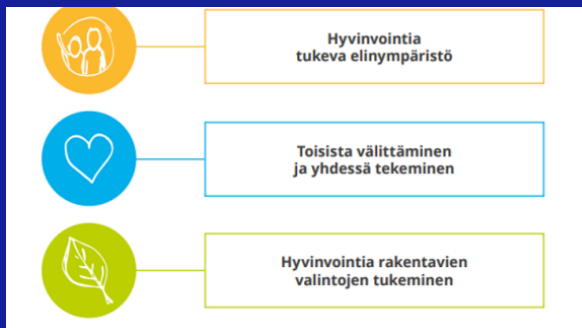 Hyvinvointia
tukeva elinympäristö
Toisista välittäminen
ja yhdessä tekeminen
Hyvinvointia rakentavien
valintojen tukeminen